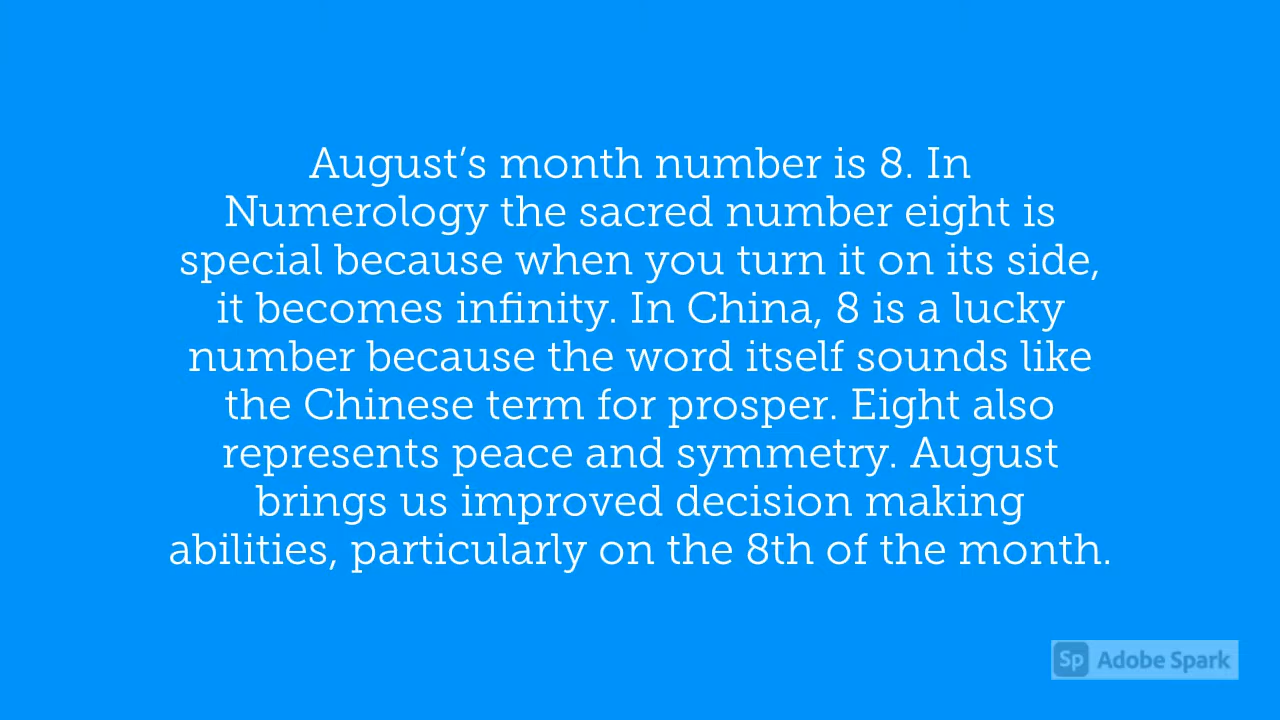 August’s month number is 8. In
Numerology the sacred number eight is
special because when you turn it on its side,
it becomes infinity. In China, 8 is a lucky
number because the word itself sounds like
the Chinese term for prosper. Eight also
represents peace and symmetry. August
brings us improved decision making
abilities, particularly on the 8th of the month.
Sp Adobe Spark